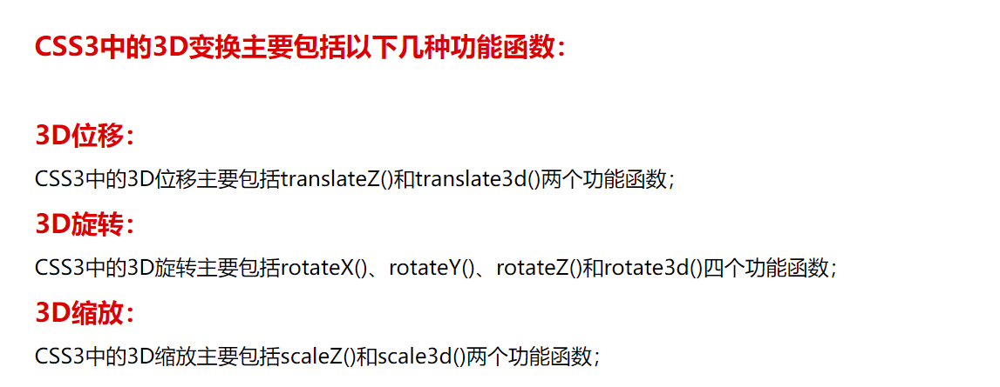 CSS3中的3D变换主要包括以下几种功能函数：
3D位移：
CSS3中的3D位移主要包括translateZ()和translate3d()两个功能函数；
3D旋转：
CSS3中的3D旋转主要包括rotateX()、rotateY()、rotateZ()和rotate3d()四个功能函数；
3D缩放：
CSS3中的3D缩放主要包括scaleZ()和scale3d()两个功能函数；